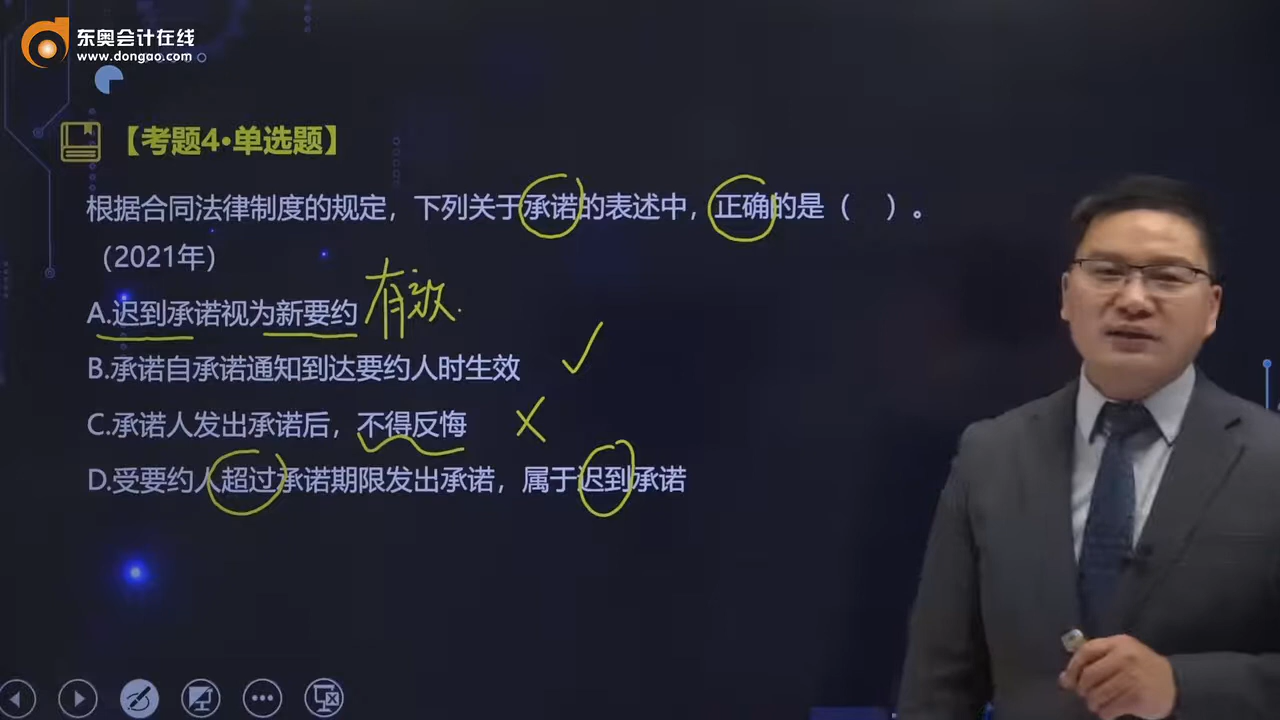 东奥会计在线
www.dongao.com
【考题4•单选题】
根据合同法律制度的规定，下列关于承诺的表述中，正确的是（ ）。
（2021年）
A.迟到承诺视为新要约 有效.
B.承诺自承诺通知到达要约人时生效
C.承诺人发出承诺后，不得反悔
D.受要约人超过承诺期限发出承诺，属于迟到承诺